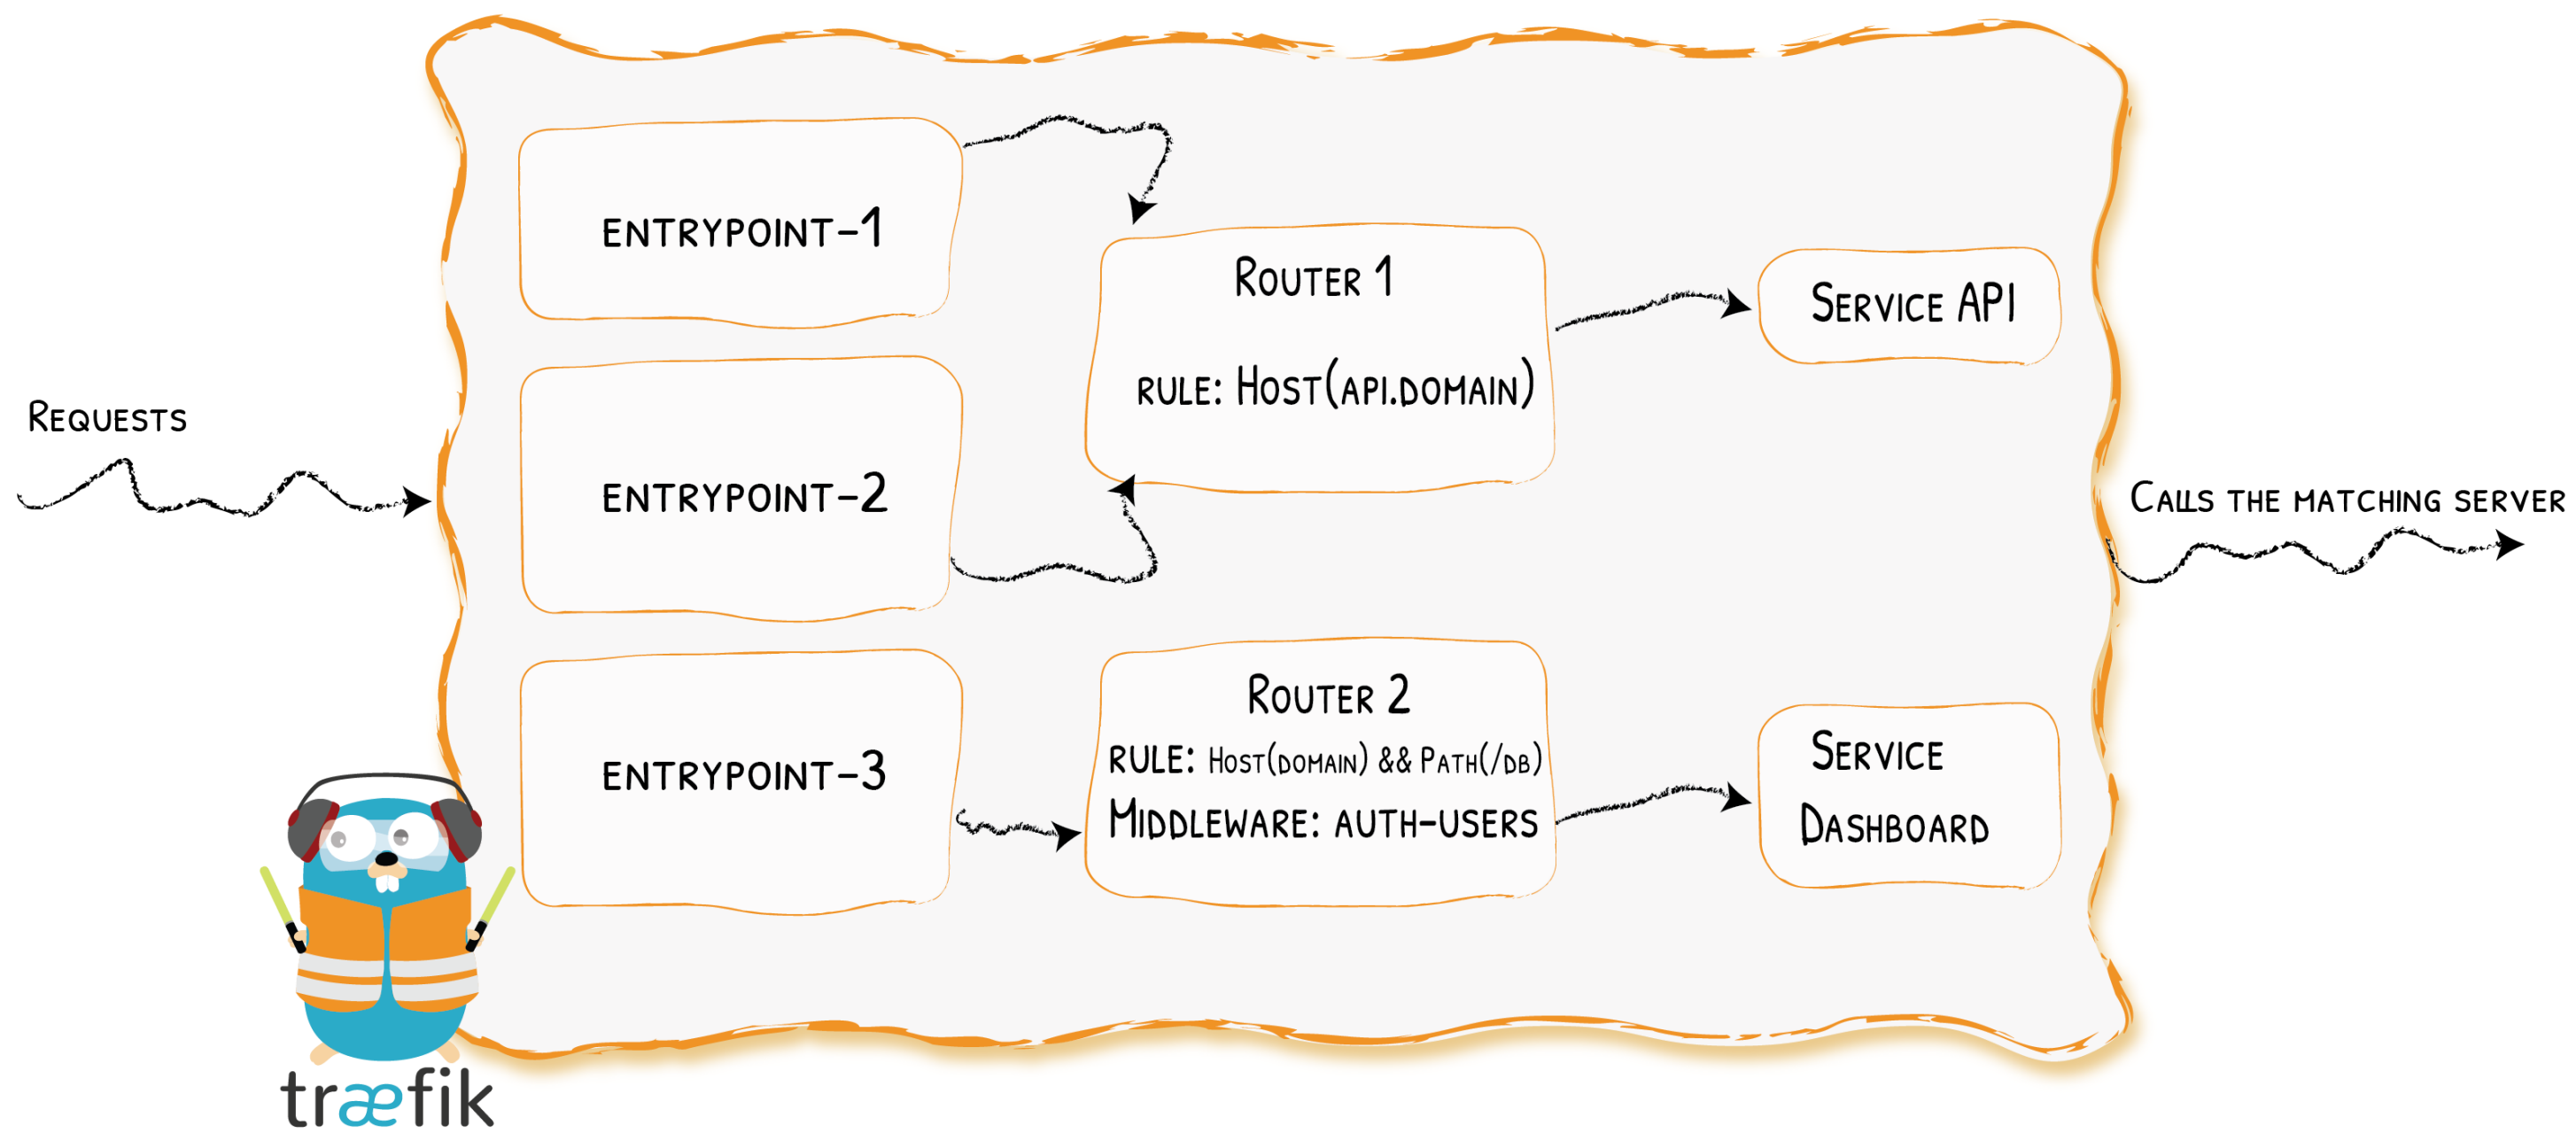 Requests
entrypoint-1
entrypoint-2
entrypoint-3
Router 1
rule: Host(api.domain)
Router 2
rule: Host(domain) && Path(/db)
Middleware: auth-users
Service API
Service
Dashboard
Calls the matching server
træfik